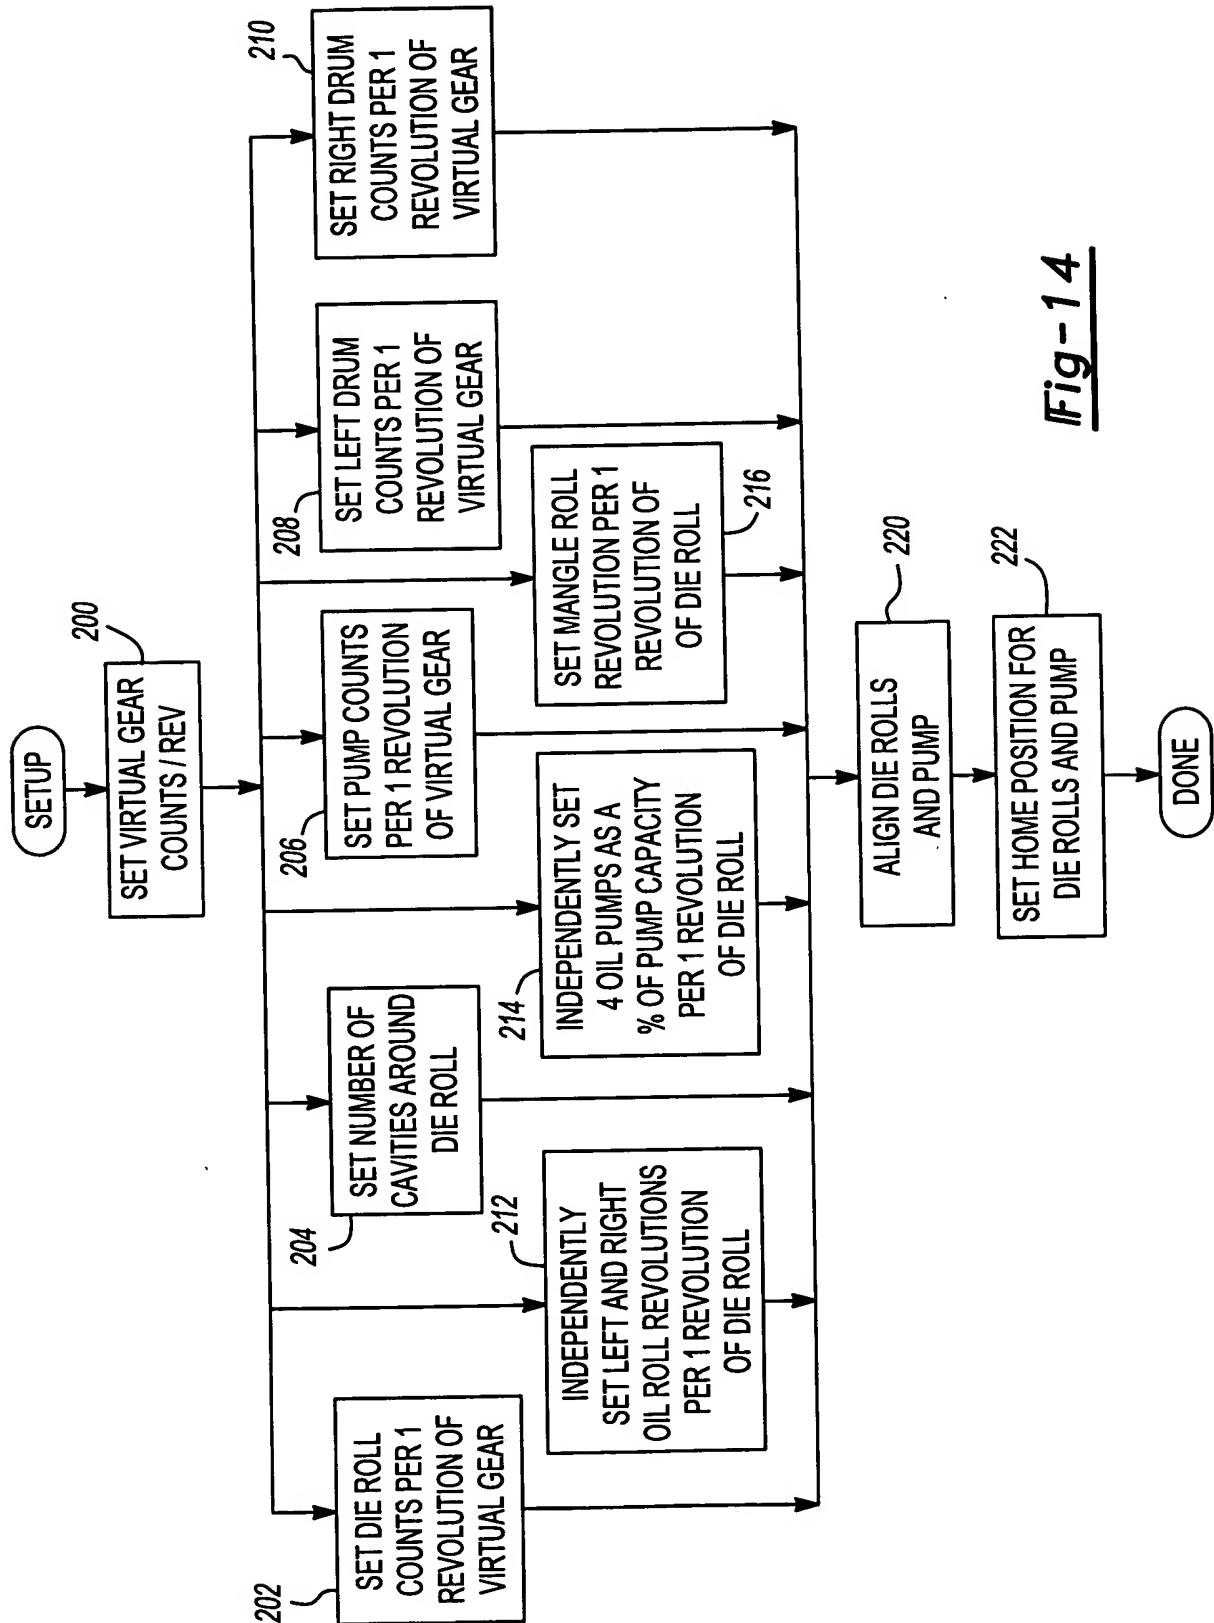 SETUP
200
SET VIRTUAL GEAR
COUNTS / REV
202
SET DIE ROLL
COUNTS PER 1
REVOLUTION OF
VIRTUAL GEAR
204
SET NUMBER OF
CAVITIES AROUND
DIE ROLL
206
SET PUMP COUNTS
PER 1 REVOLUTION
OF VIRTUAL GEAR
208
SET LEFT DRUM
COUNTS PER 1
REVOLUTION OF
VIRTUAL GEAR
210
SET RIGHT DRUM
COUNTS PER 1
REVOLUTION OF
VIRTUAL GEAR
212
INDEPENDENTLY
SET LEFT AND RIGHT
OIL ROLL REVOLUTIONS
PER 1 REVOLUTION
OF DIE ROLL
214
INDEPENDENTLY SET
4 OIL PUMPS AS A
% OF PUMP CAPACITY
PER 1 REVOLUTION
OF DIE ROLL
SET MANGLE ROLL
REVOLUTION PER 1
REVOLUTION OF
OF DIE ROLL
216
220
ALIGN DIE ROLLS
AND PUMP
222
SET HOME POSITION FOR
DIE ROLLS AND PUMP
DONE
Fig-14